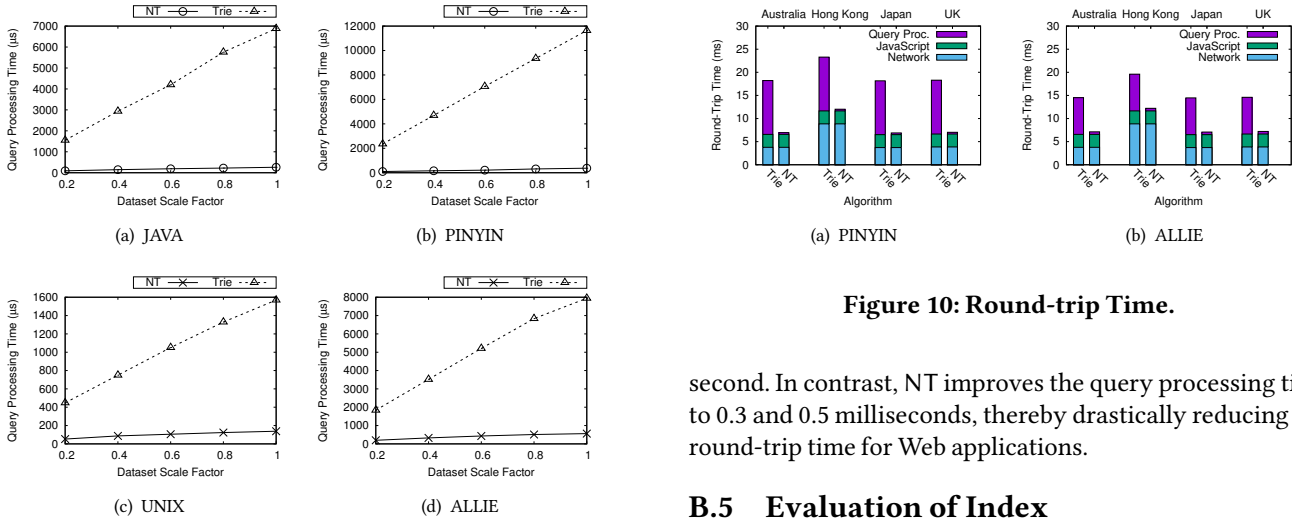 NT Trie
Query Processing Time (µs)
7000
6000
5000
4000
3000
2000
1000
0
0.2 0.4 0.6 0.8 1
Dataset Scale Factor
(a) JAVA
NT Trie
Query Processing Time (µs)
12000
10000
8000
6000
4000
2000
0
0.2 0.4 0.6 0.8 1
Dataset Scale Factor
(b) PINYIN
NT Trie
Query Processing Time (µs)
1600
1400
1200
1000
800
600
400
200
0
0.2 0.4 0.6 0.8 1
Dataset Scale Factor
(c) UNIX
NT Trie
Query Processing Time (µs)
8000
7000
6000
5000
4000
3000
2000
1000
0
0.2 0.4 0.6 0.8 1
Dataset Scale Factor
(d) ALLIE
Australia Hong Kong Japan UK
Round-Trip Time (ms)
30
25
20
15
10
5
0
Query Proc.
JavaScript
Network
Trie NT Trie NT Trie NT Trie NT
Algorithm
(a) PINYIN
Australia Hong Kong Japan UK
Round-Trip Time (ms)
30
25
20
15
10
5
0
Query Proc.
JavaScript
Network
Trie NT Trie NT Trie NT Trie NT
Algorithm
(b) ALLIE
Figure 10: Round-trip Time.
second. In contrast, NT improves the query processing ti
to 0.3 and 0.5 milliseconds, thereby drastically reducing
round-trip time for Web applications.
B.5 Evaluation of Index